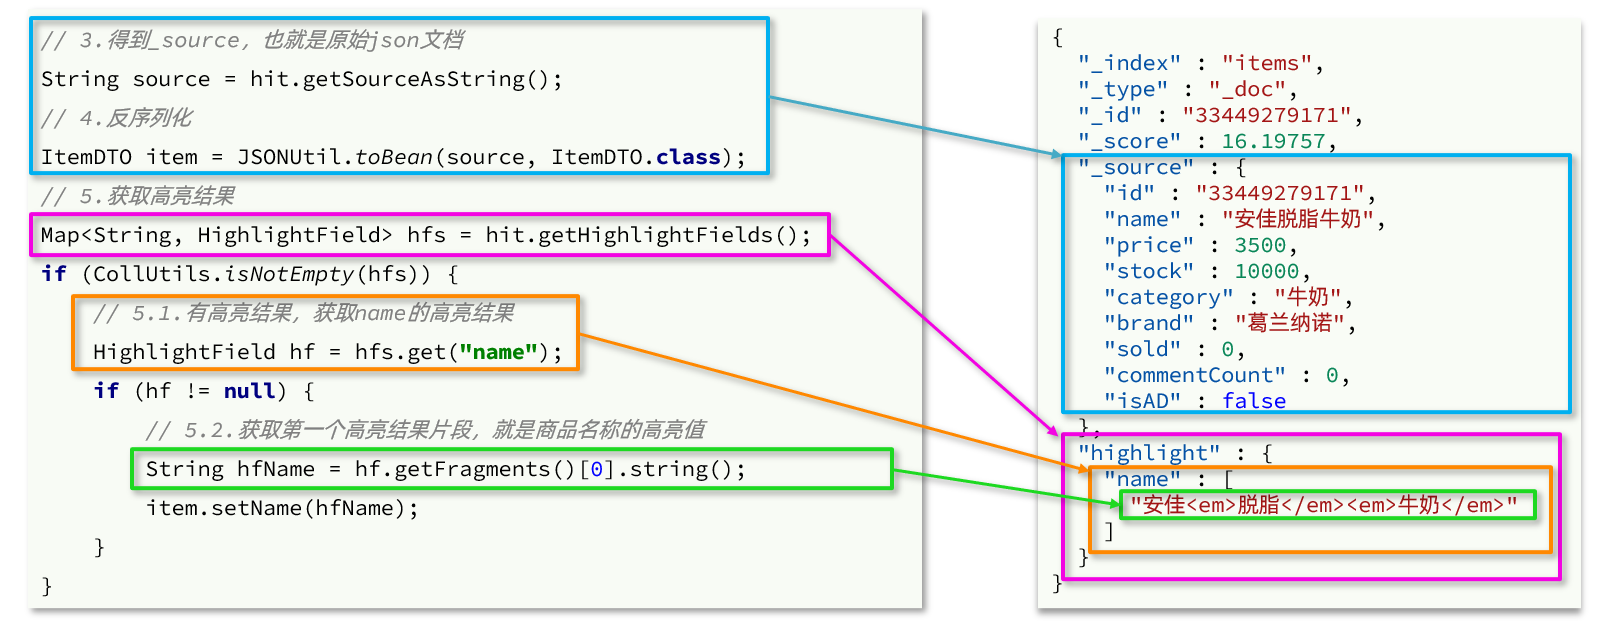 // 3.得到_source，也就是原始json文档
String source = hit.getSourceAsString();
// 4.反序列化
ItemDTO item = JSONUtil.toBean(source, ItemDTO.class);
// 5.获取高亮结果
Map<String, HighlightField> hfs = hit.getHighlightFields();
if (CollUtils.isNotEmpty(hfs)) {
// 5.1.有高亮结果，获取name的高亮结果
HighlightField hf = hfs.get("name");
if (hf != null) {
// 5.2.获取第一个高亮结果片段，就是商品名称的高亮值
String hfName = hf.getFragments()[0].string();
item.setName(hfName);
}
}
{
"_index" : "items",
"_type" : "_doc",
"_id" : "33449279171",
"_score" : 16.19757,
"_source" : {
"id" : "33449279171",
"name" : "安佳脱脂牛奶",
"price" : 3500,
"stock" : 10000,
"category" : "牛奶",
"brand" : "葛兰纳诺",
"sold" : 0,
"commentCount" : 0,
"isAD" : false
},
"highlight" : {
"name" : [
"安佳<em>脱脂</em><em>牛奶</em>"
]
}
}